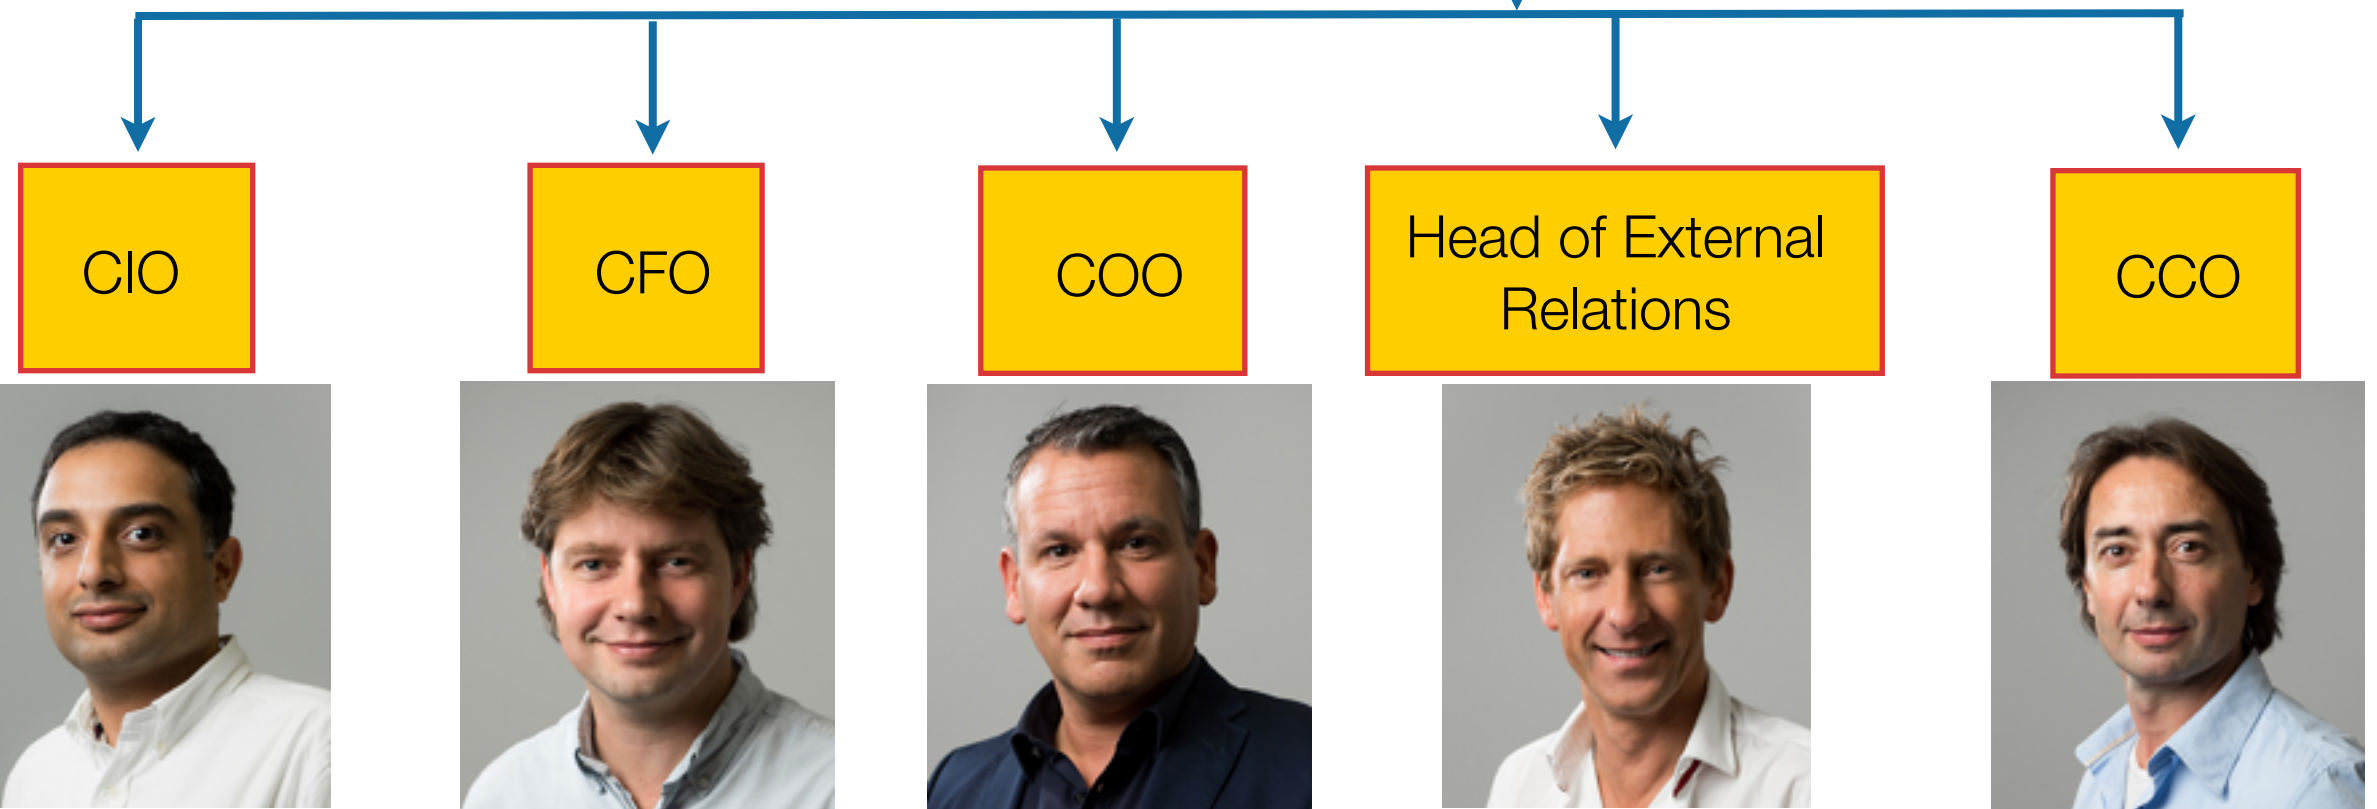 CIO
CFO
COO
Head of External
Relations
CCO